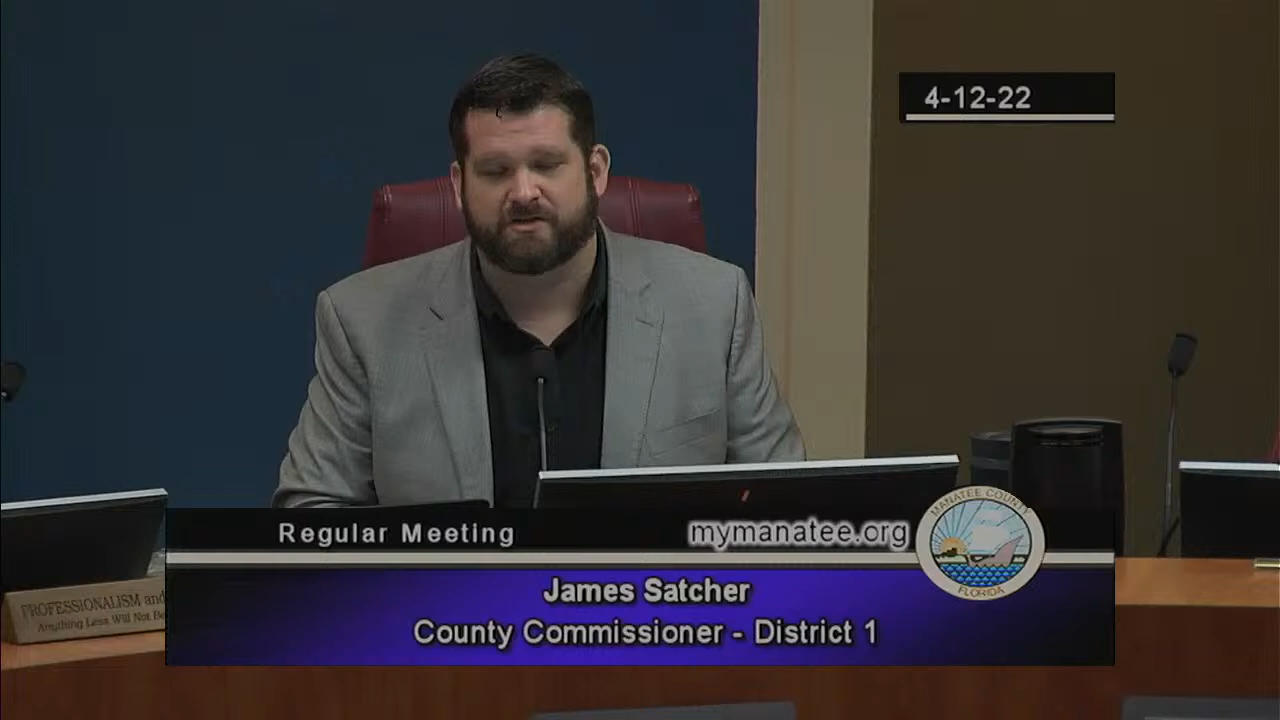 4-12-22
Regular Meeting
mymanatee.org
MANATEE COUNTY
FLORIDA
James Satcher
County Commissioner - District 1
PROFESSIONALISM and
Anything Less Will Not Be